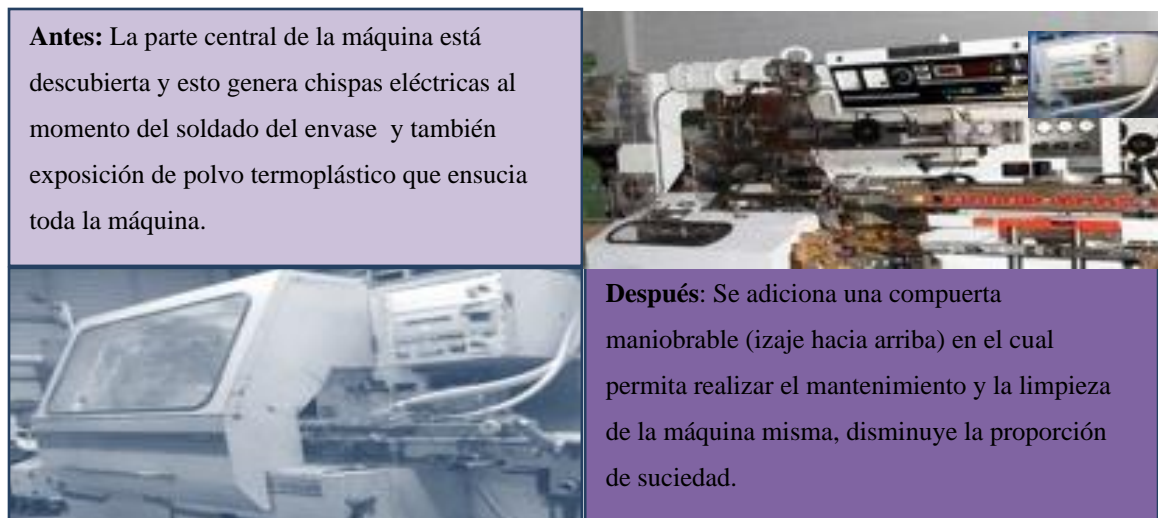 Antes: La parte central de la máquina está
descubierta y esto genera chispas eléctricas al
momento del soldado del envase y también
exposición de polvo termoplástico que ensucia
toda la máquina.
Después: Se adiciona una compuerta
maniobrable (izaje hacia arriba) en el cual
permita realizar el mantenimiento y la limpieza
de la máquina misma, disminuye la proporción
de suciedad.